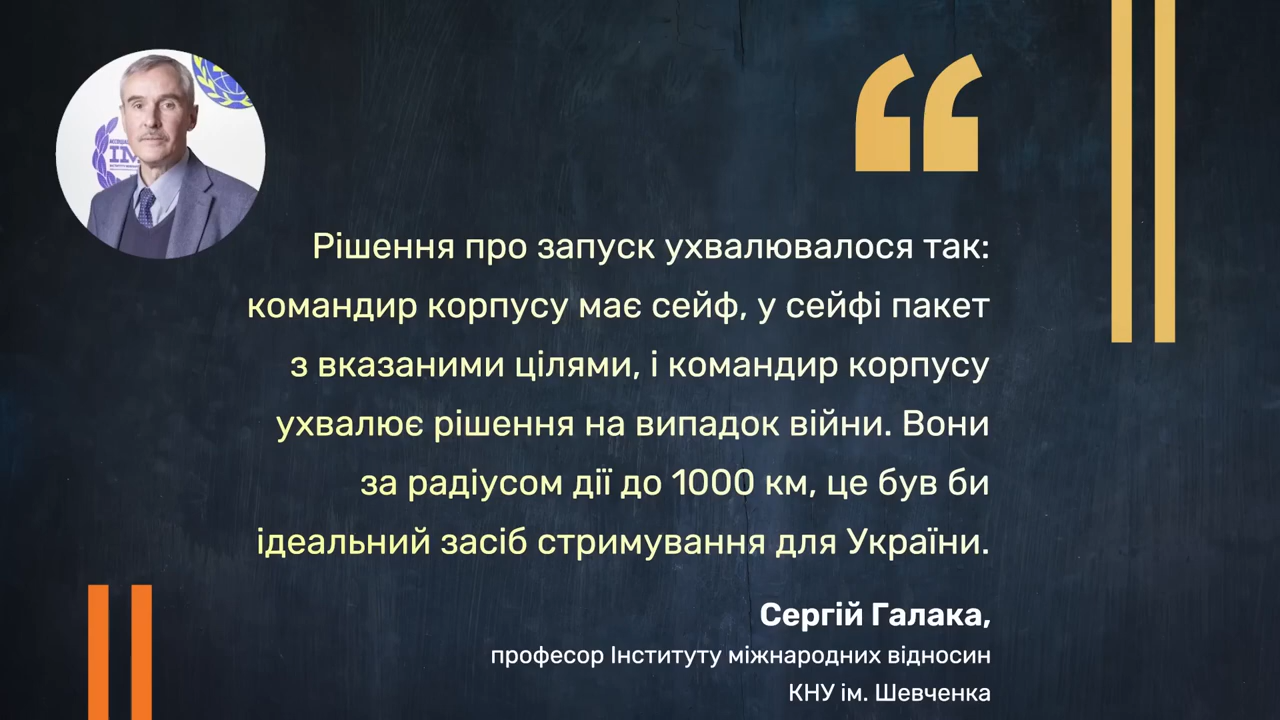 Рішення про запуск ухвалювалося так:
командир корпусу має сейф, у сейфі пакет
з вказаними цілями, і командир корпусу
ухвалює рішення на випадок війни. Вони
за радіусом дії до 1000 км, це був би
ідеальний засіб стримування для України.
Сергій Галака,
професор Інституту міжнародних відносин
КНУ ім. Шевченка